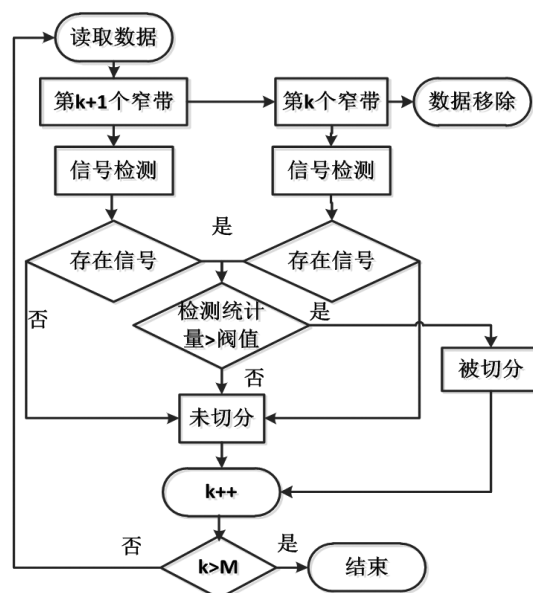 读取数据
第k+1个窄带
第k个窄带
数据移除
信号检测
信号检测
是
存在信号
存在信号
否
检测统计
量>阀值
是
被切分
否
未切分
k++
否
k>M
是
结束